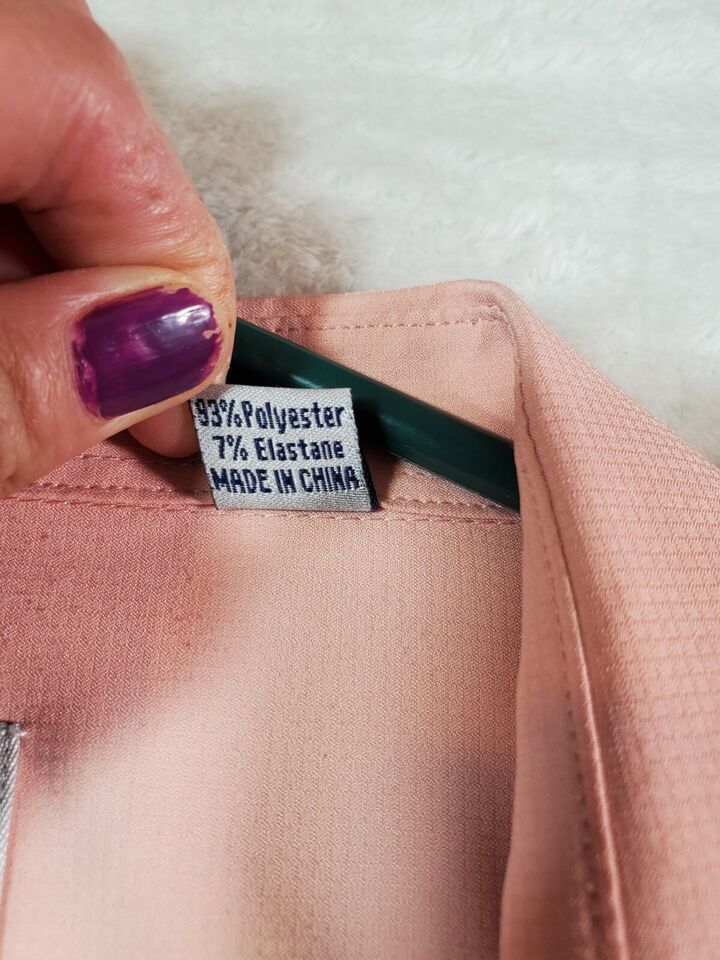 93%Polyester
7% Elastane
MADE IN CHINA